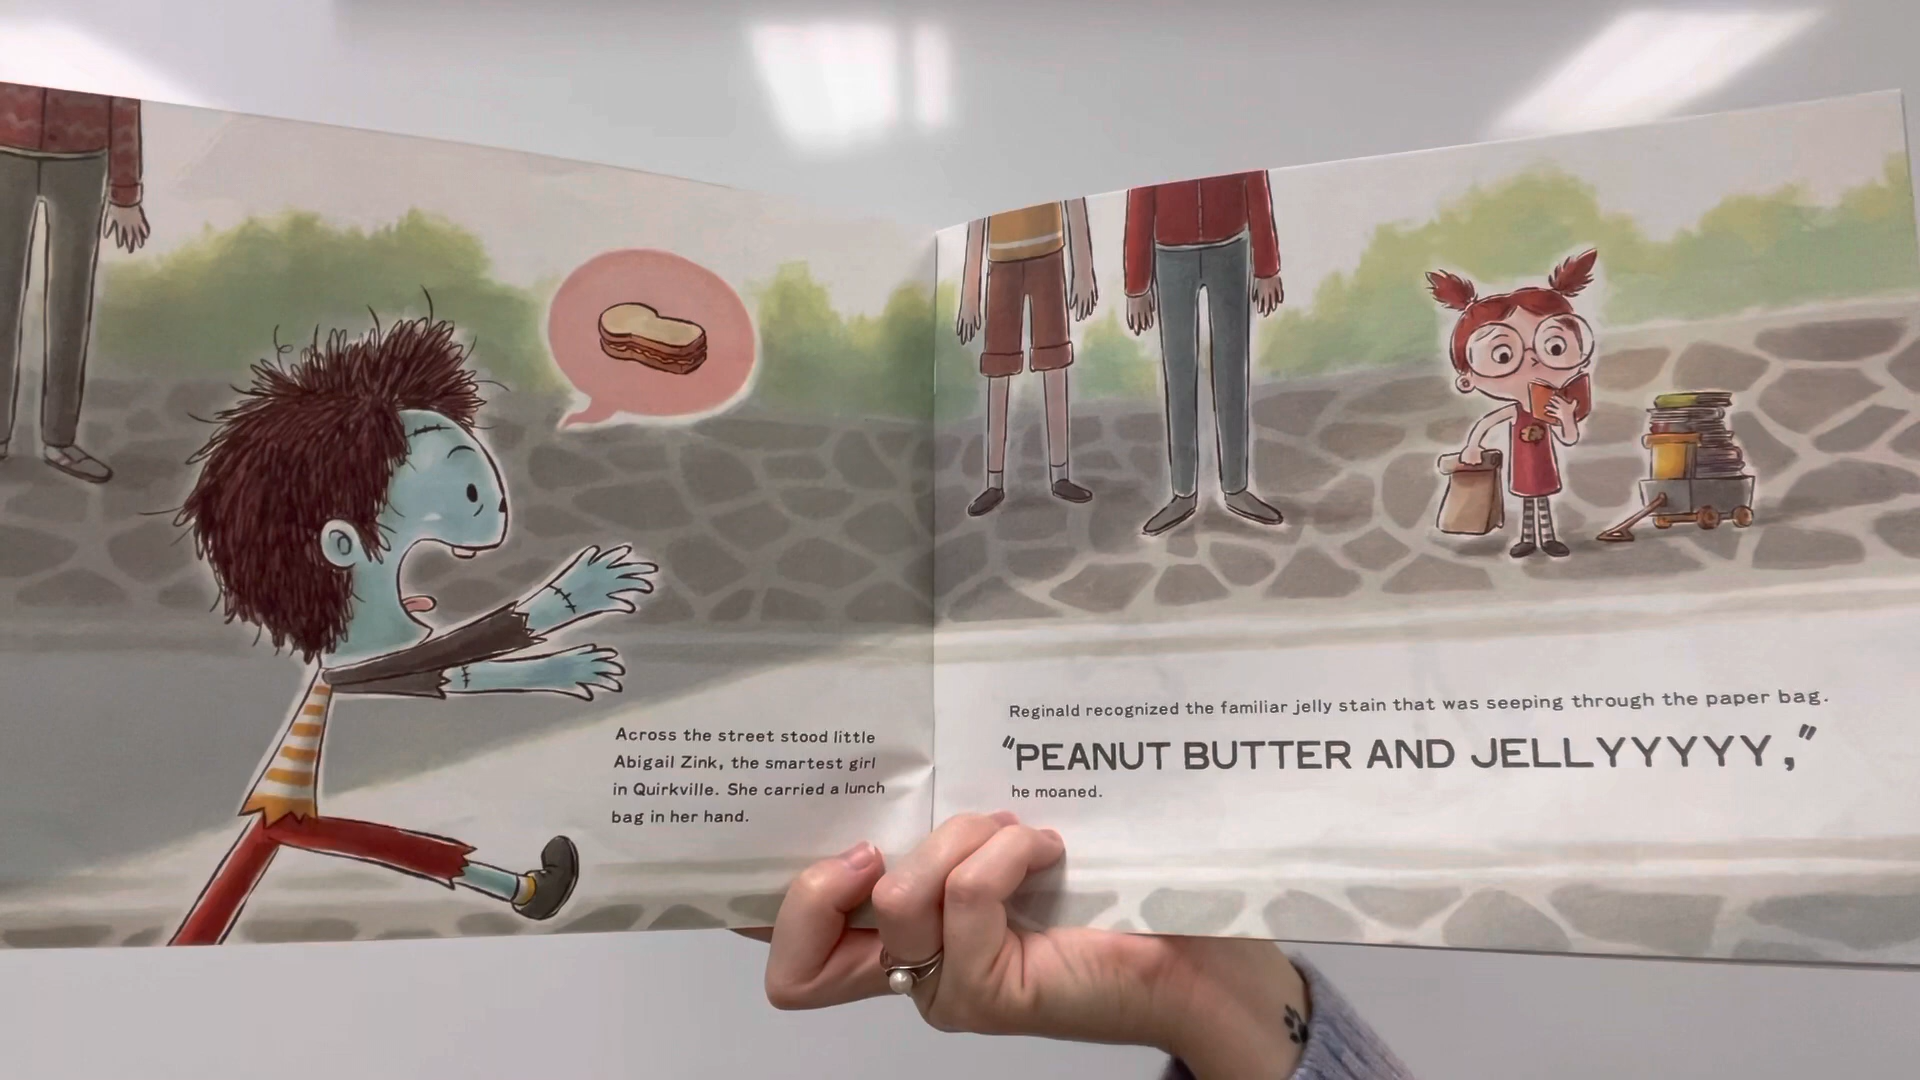 Across the street stood little
Abigail Zink, the smartest girl
in Quirkville. She carried a lunch
bag in her hand.
Reginald recognized the familiar jelly stain that was seeping through the paper bag.
"PEANUT BUTTER AND JELLYYYYY,"
he moaned.